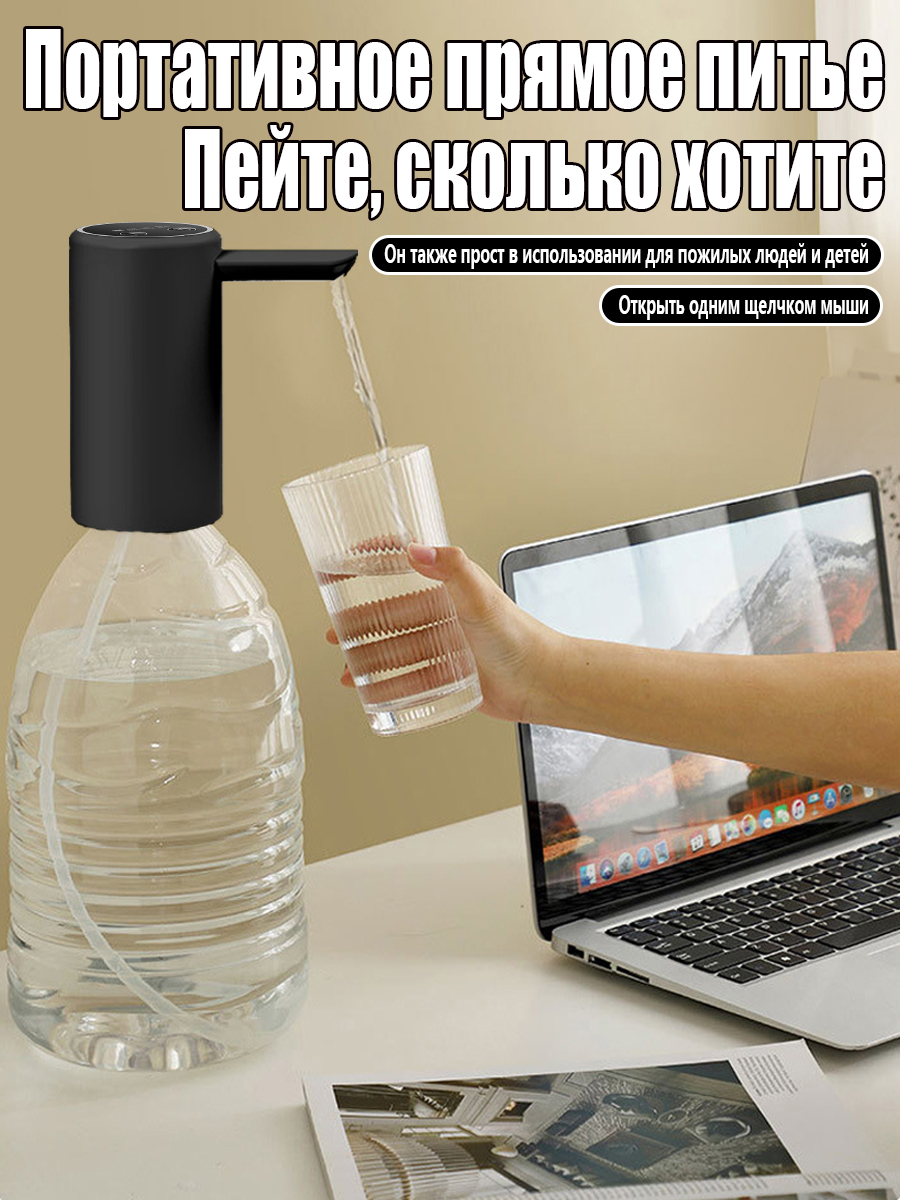 Портативное прямое питье
Пейте, сколько хотите
Он также прост в использовании для пожилых людей и детей
Открыть одним щелчком мыши